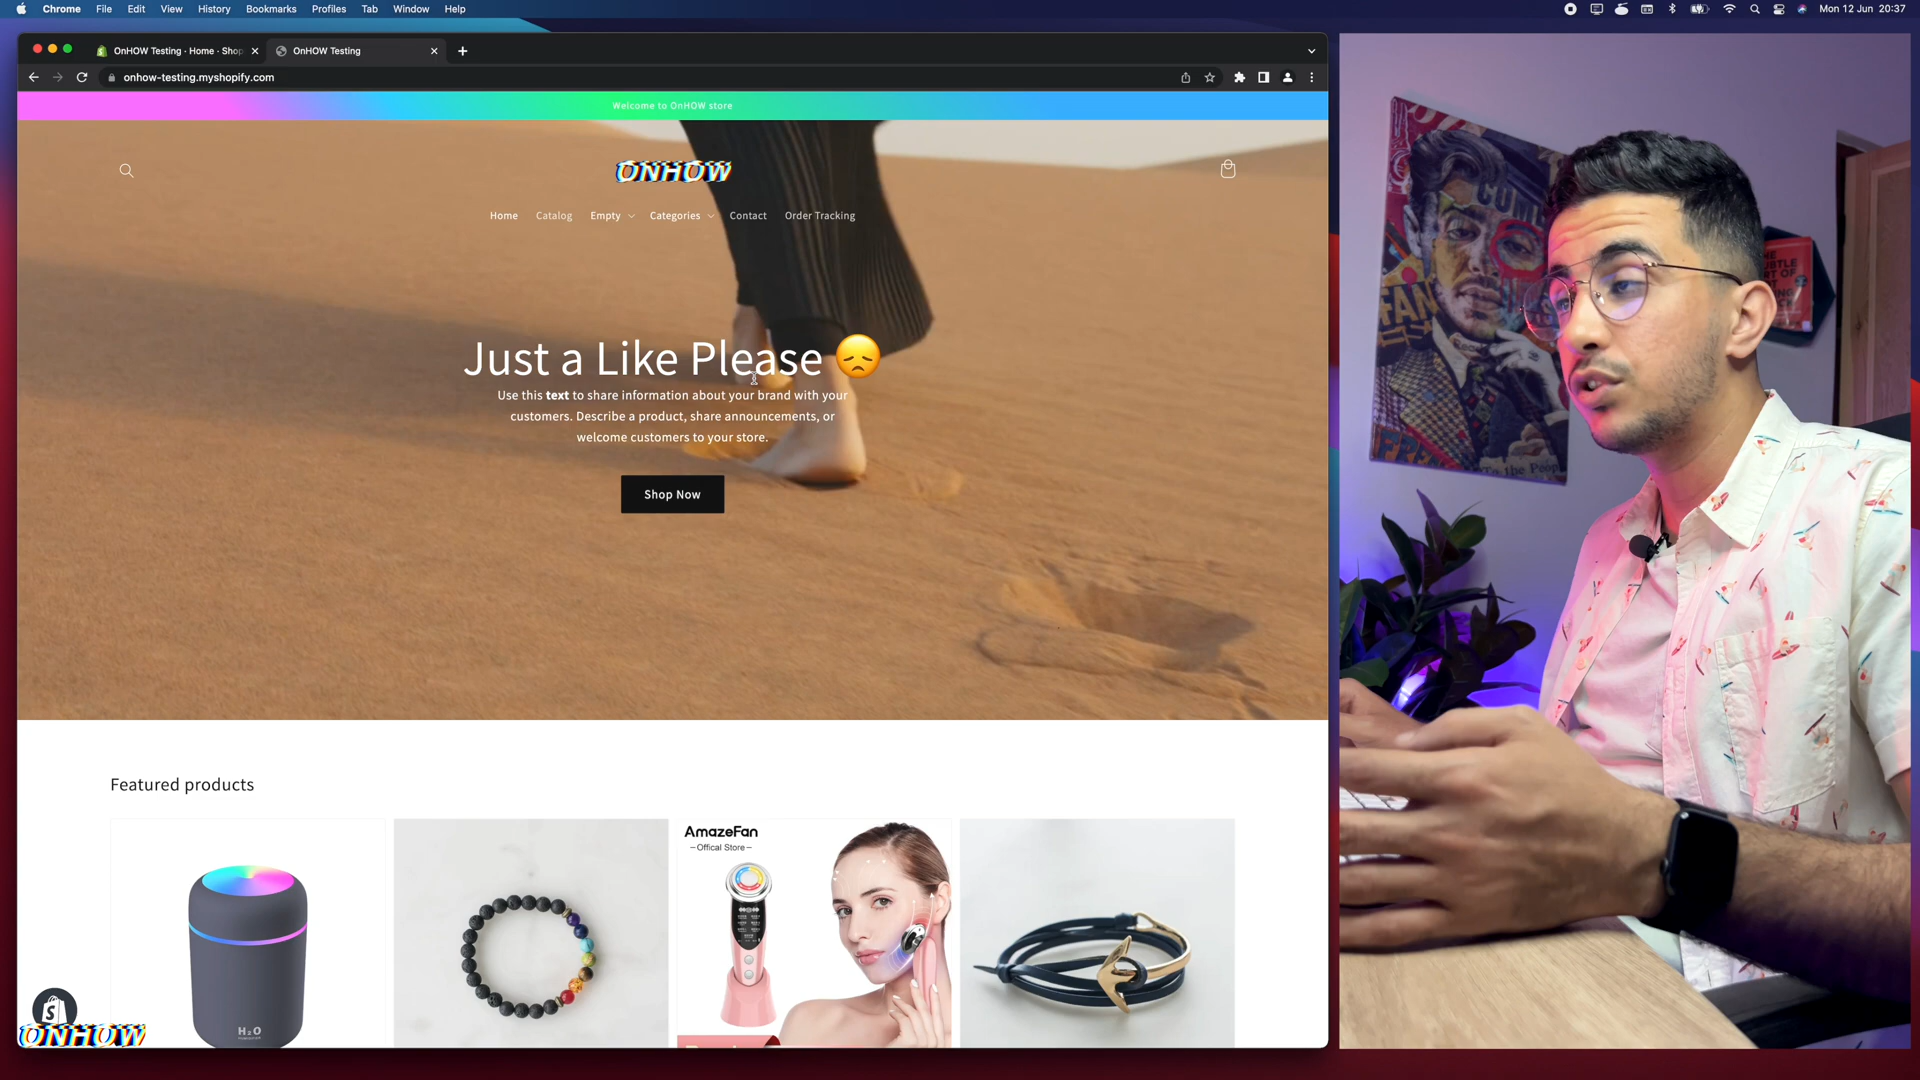 Chrome File Edit View History Bookmarks Profiles Tab Window Help
Mon 12 Jun 20:37
OnHOW Testing · Home · Shop
OnHOW Testing
onhow-testing.myshopify.com
Welcome to OnHOW store
ONHOW
Home Catalog Empty Categories Contact Order Tracking
Just a Like Please 😞
Use this text to share information about your brand with your
customers. Describe a product, share announcements, or
welcome customers to your store.
Shop Now
Featured products
AmazeFan
-- Offical Store --
H₂O
HUMIDIFIER
ONHOW